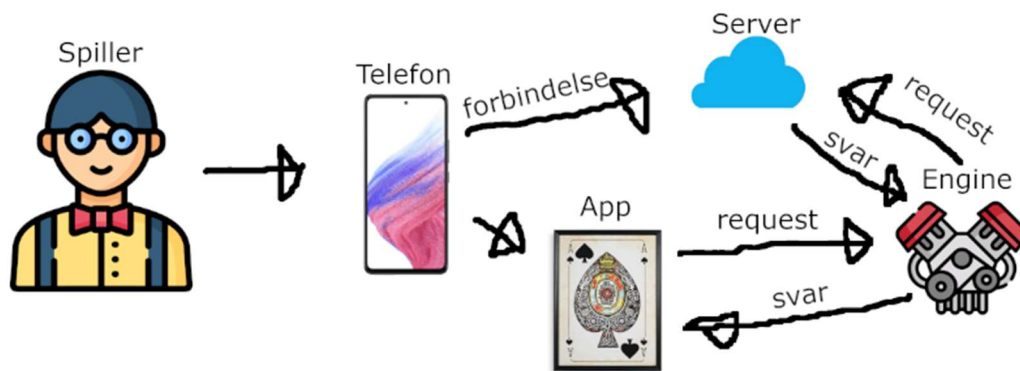 Spiller
Telefon
forbindelse
Server
request
svar
Engine
App
request
svar
A
A